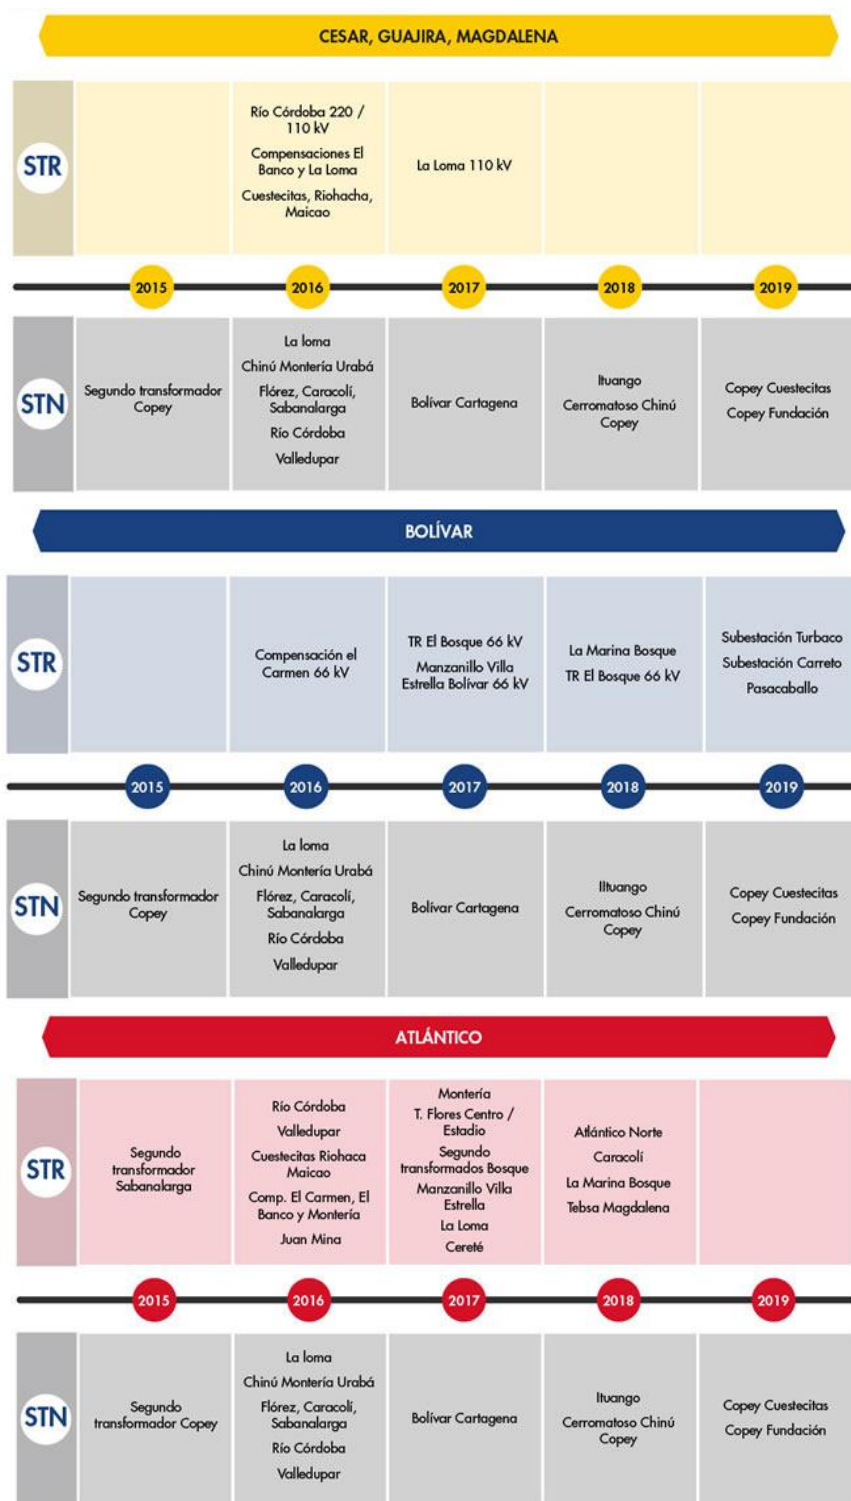 CESAR, GUAJIRA, MAGDALENA
STR
Río Córdoba 220 /
110 kV
Compensaciones El
Banco y La Loma
Cuestecitas, Riohacha,
Maicao
La Loma 110 kV
2015
2016
2017
2018
2019
STN
Segundo transformador
Copey
La loma
Chinú Montería Urabá
Flórez, Caracolí,
Sabanalarga
Río Córdoba
Valledupar
Bolívar Cartagena
Ituango
Cerromatoso Chinú
Copey
Copey Cuestecitas
Copey Fundación
BOLÍVAR
STR
Compensación el
Carmen 66 kV
TR El Bosque 66 kV
Manzanillo Villa
Estrella Bolívar 66 kV
La Marina Bosque
TR El Bosque 66 kV
Subestación Turbaco
Subestación Carreto
Pasacaballo
2015
2016
2017
2018
2019
STN
Segundo transformador
Copey
La loma
Chinú Montería Urabá
Flórez, Caracolí,
Sabanalarga
Río Córdoba
Valledupar
Bolívar Cartagena
Iltuango
Cerromatoso Chinú
Copey
Copey Cuestecitas
Copey Fundación
ATLÁNTICO
STR
Segundo
transformador
Sabanalarga
Río Córdoba
Valledupar
Cuestecitas Riohaca
Maicao
Comp. El Carmen, El
Banco y Montería
Juan Mina
Montería
T. Flores Centro /
Estadio
Segundo
transformados Bosque
Manzanillo Villa
Estrella
La Loma
Cereté
Atlántico Norte
Caracolí
La Marina Bosque
Tebsa Magdalena
2015
2016
2017
2018
2019
STN
Segundo
transformador Copey
La loma
Chinú Montería Urabá
Flórez, Caracolí,
Sabanalarga
Río Córdoba
Valledupar
Bolívar Cartagena
Ituango
Cerromatoso Chinú
Copey
Copey Cuestecitas
Copey Fundación